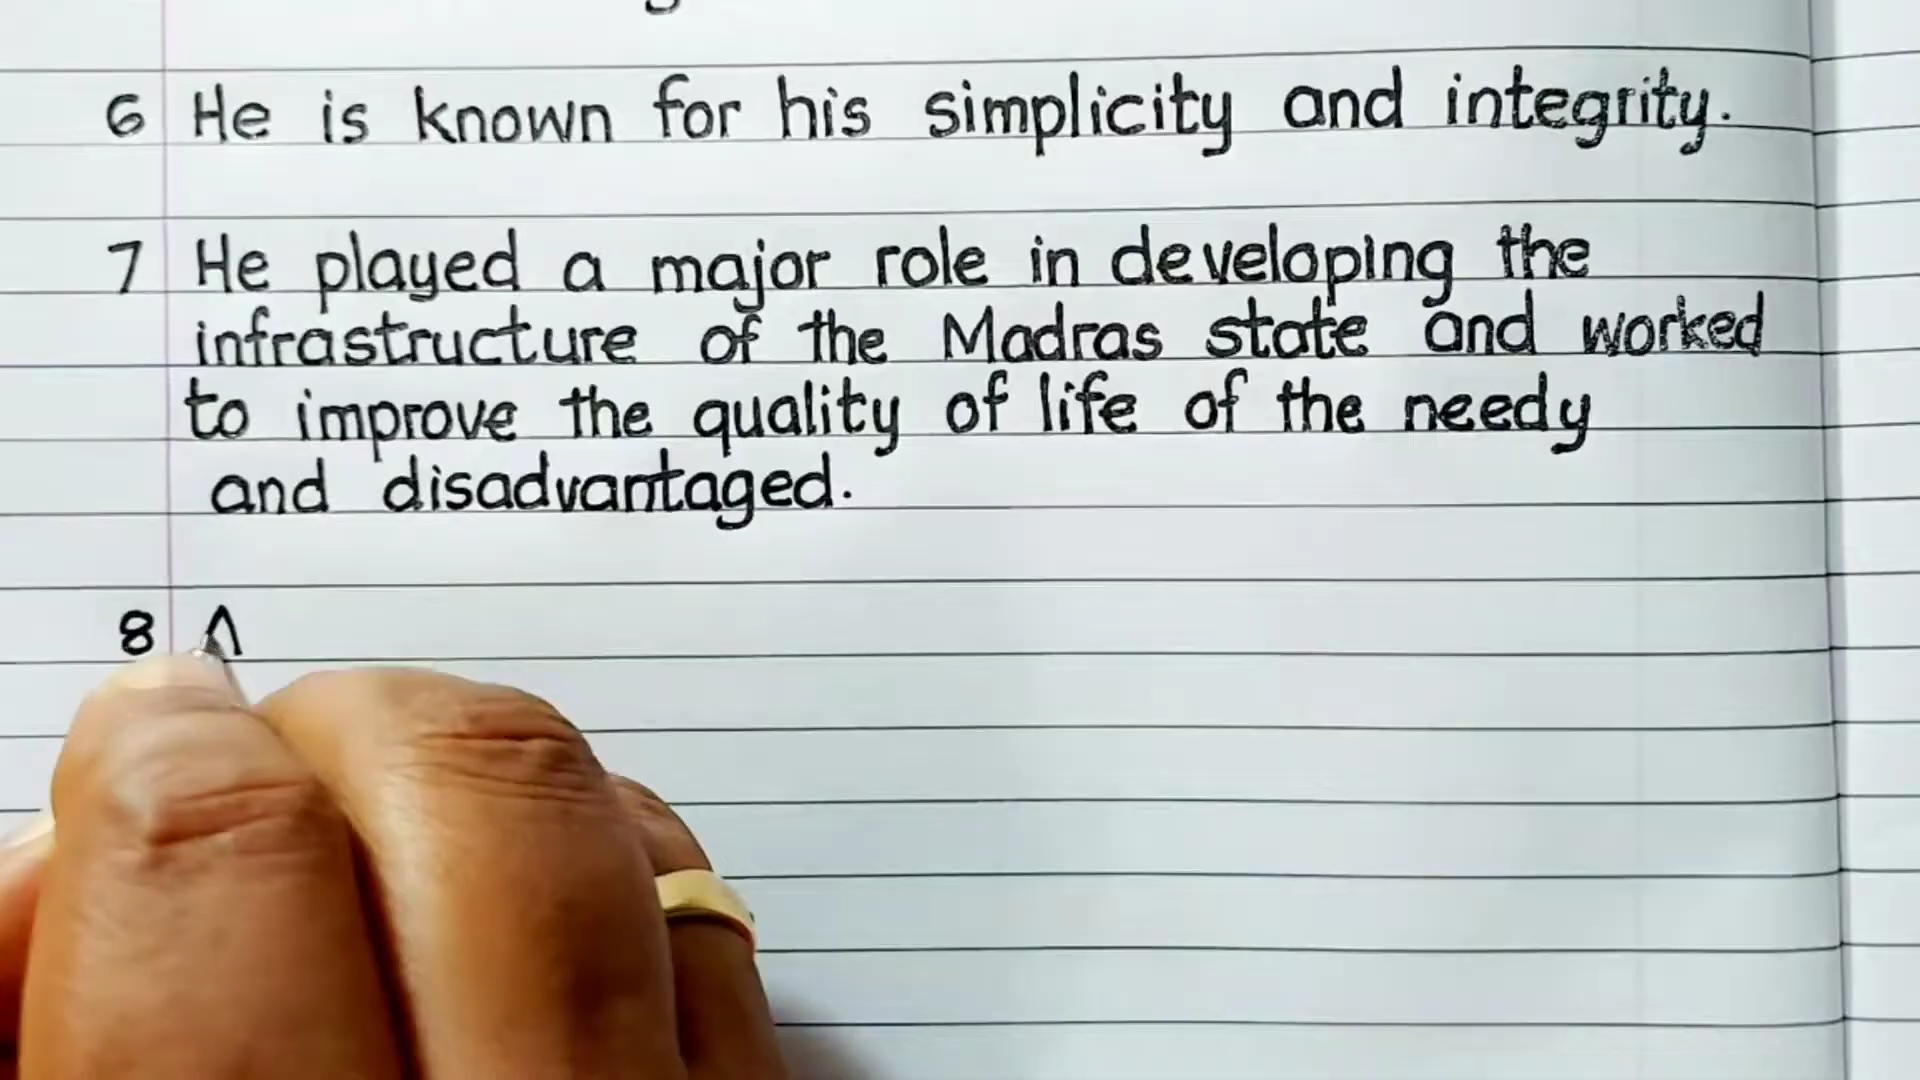 6 He is known for his simplicity and integrity.
7 He played a major role in developing the
infrastructure of the Madras state and worked
to improve the quality of life of the needy
and disadvantaged.
8